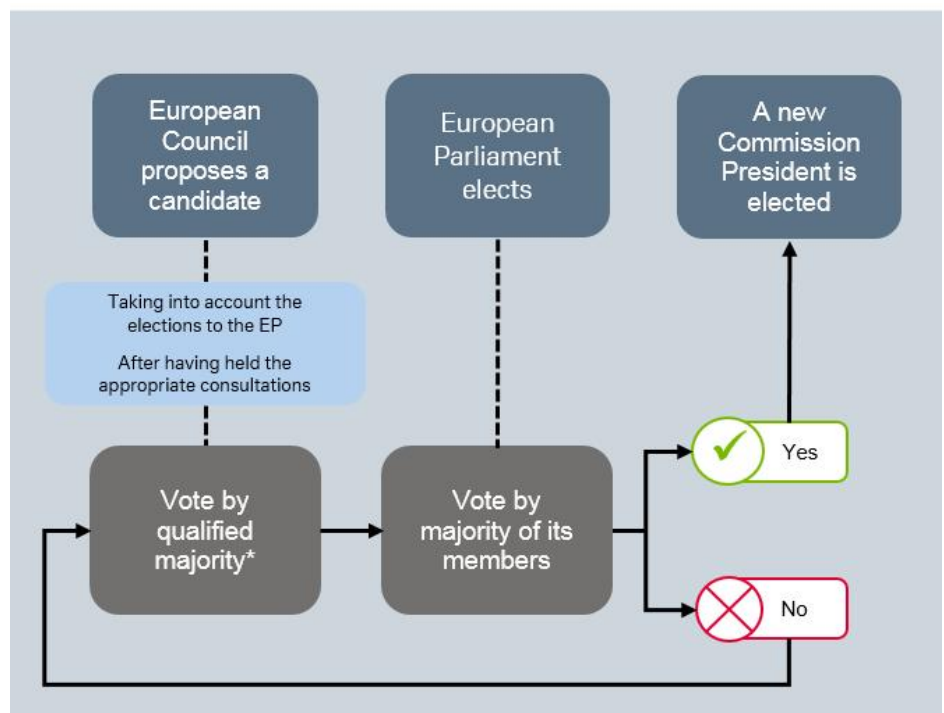 European
Council
proposes a
candidate
European
Parliament
elects
A new
Commission
President is
elected
Taking into account the
elections to the EP
After having held the
appropriate consultations
Vote by
qualified
majority*
Vote by
majority of its
members
Yes
No